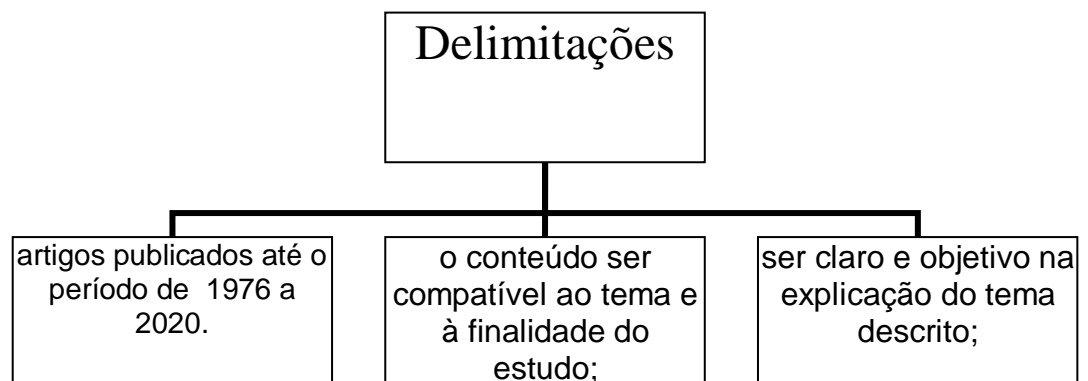 Delimitações
artigos publicados até o
período de 1976 a
2020.
o conteúdo ser
compatível ao tema e
à finalidade do
estudo;
ser claro e objetivo na
explicação do tema
descrito;